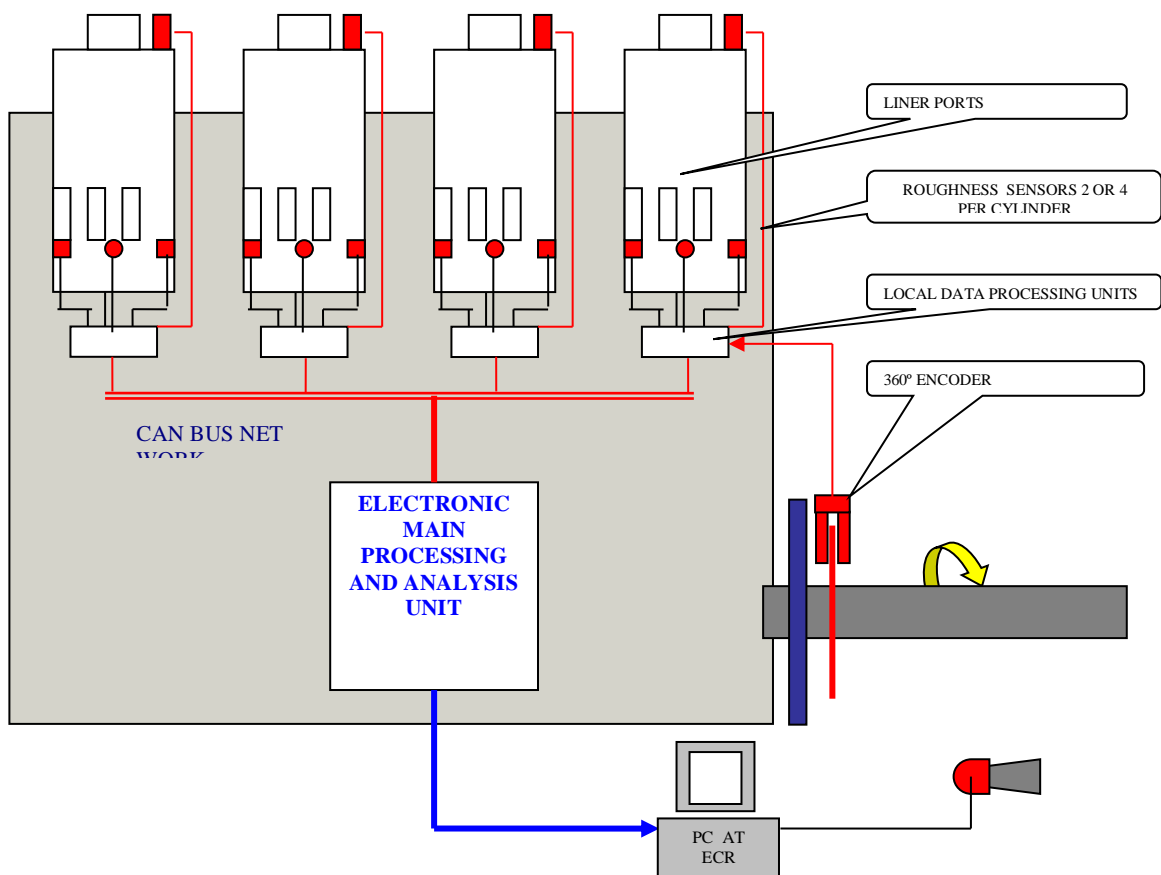 LINER PORTS
ROUGHNESS SENSORS 2 OR 4
PER CYLINDER
LOCAL DATA PROCESSING UNITS
360º ENCODER
CAN BUS NET
WORK
ELECTRONIC
MAIN
PROCESSING
AND ANALYSIS
UNIT
PC AT
ECR